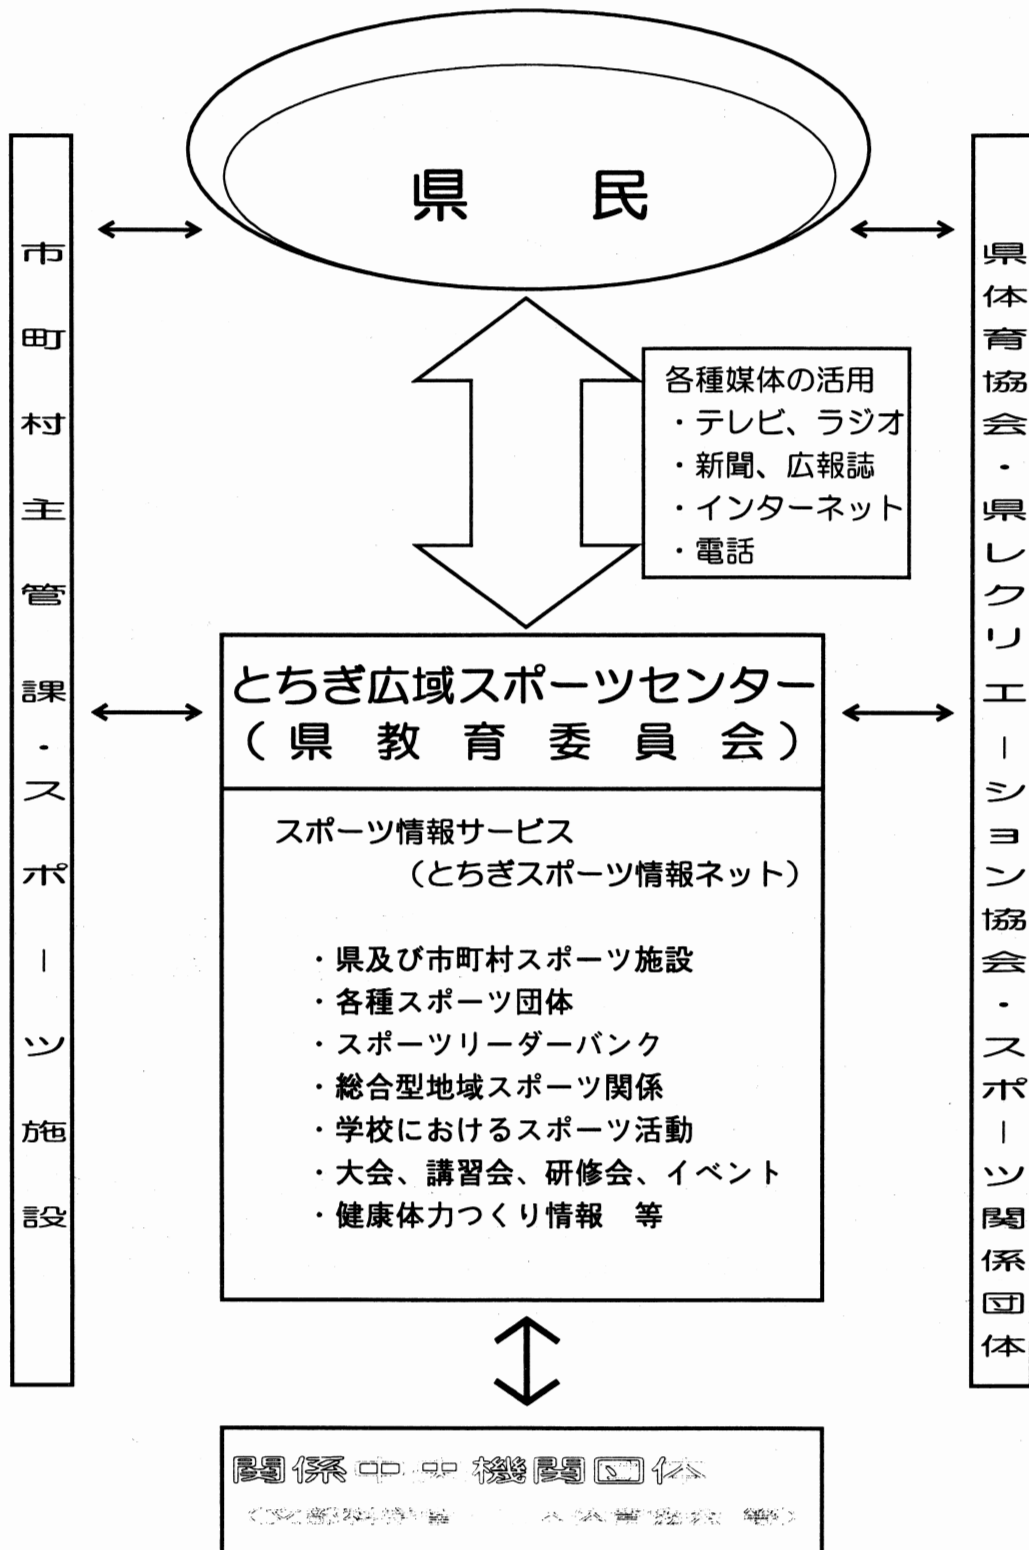 県　民
市町村主管課・スポーツ施設
県体育協会・県レクリエーション協会・スポーツ関係団体
各種媒体の活用
・テレビ、ラジオ
・新聞、広報誌
・インターネット
・電話
とちぎ広域スポーツセンター
（県教育委員会）
スポーツ情報サービス
（とちぎスポーツ情報ネット）
・県及び市町村スポーツ施設
・各種スポーツ団体
・スポーツリーダーバンク
・総合型地域スポーツ関係
・学校におけるスポーツ活動
・大会、講習会、研修会、イベント
・健康体力つくり情報　等
関係中央機関団体